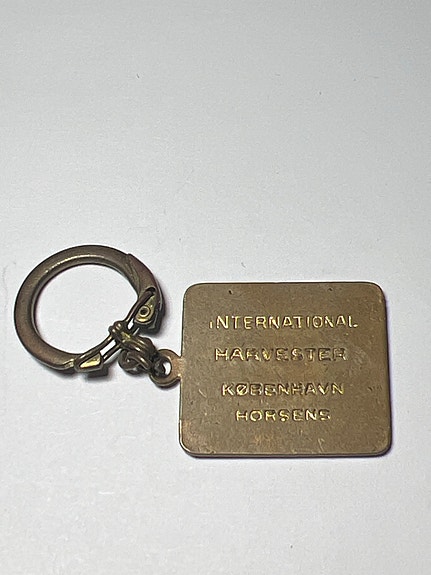 INTERNATIONAL
HARVESTER
KØBENHAVN
HORSENS